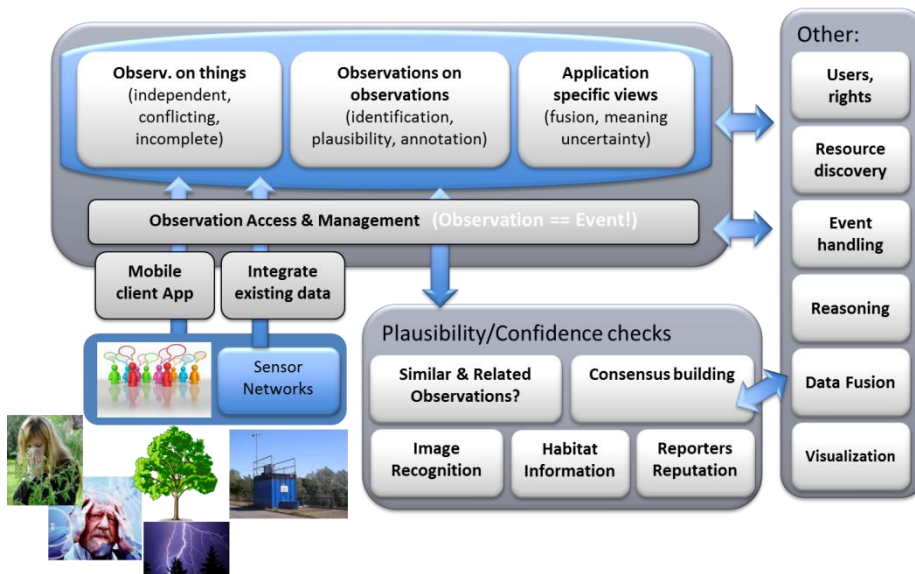 Observ. on things
(independent,
conflicting,
incomplete)
Observations on
observations
(identification,
plausibility, annotation)
Application
specific views
(fusion, meaning
uncertainty)
Observation Access & Management (Observation == Event!)
Mobile
client App
Integrate
existing data
Sensor
Networks
Plausibility/Confidence checks
Similar & Related
Observations?
Consensus building
Image
Recognition
Habitat
Information
Reporters
Reputation
Other:
Users,
rights
Resource
discovery
Event
handling
Reasoning
Data Fusion
Visualization